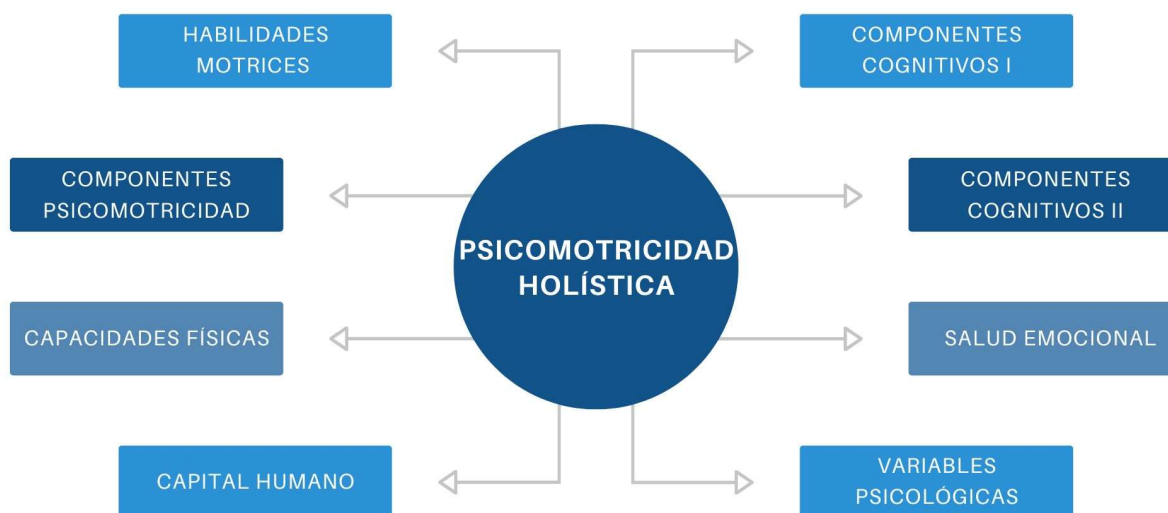 HABILIDADES
MOTRICES
COMPONENTES
COGNITIVOS I
COMPONENTES
PSICOMOTRICIDAD
COMPONENTES
COGNITIVOS II
PSICOMOTRICIDAD
HOLÍSTICA
CAPACIDADES FÍSICAS
SALUD EMOCIONAL
CAPITAL HUMANO
VARIABLES
PSICOLÓGICAS